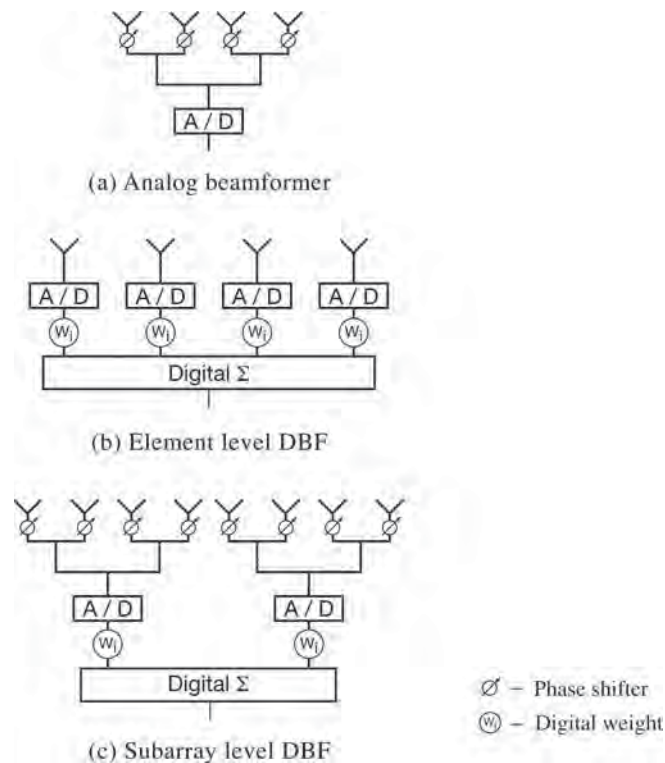 A / D
(a) Analog beamformer
A / D A / D A / D A / D
Wi Wi Wi Wi
Digital Σ
(b) Element level DBF
A / D A / D
Wi Wi
Digital Σ
– Phase shifter
Wi – Digital weight
(c) Subarray level DBF